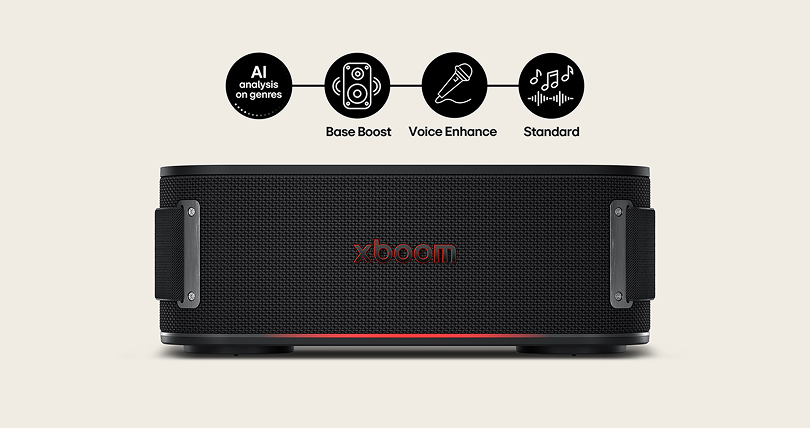 AI
analysis
on genres
Base Boost
Voice Enhance
Standard
xboom